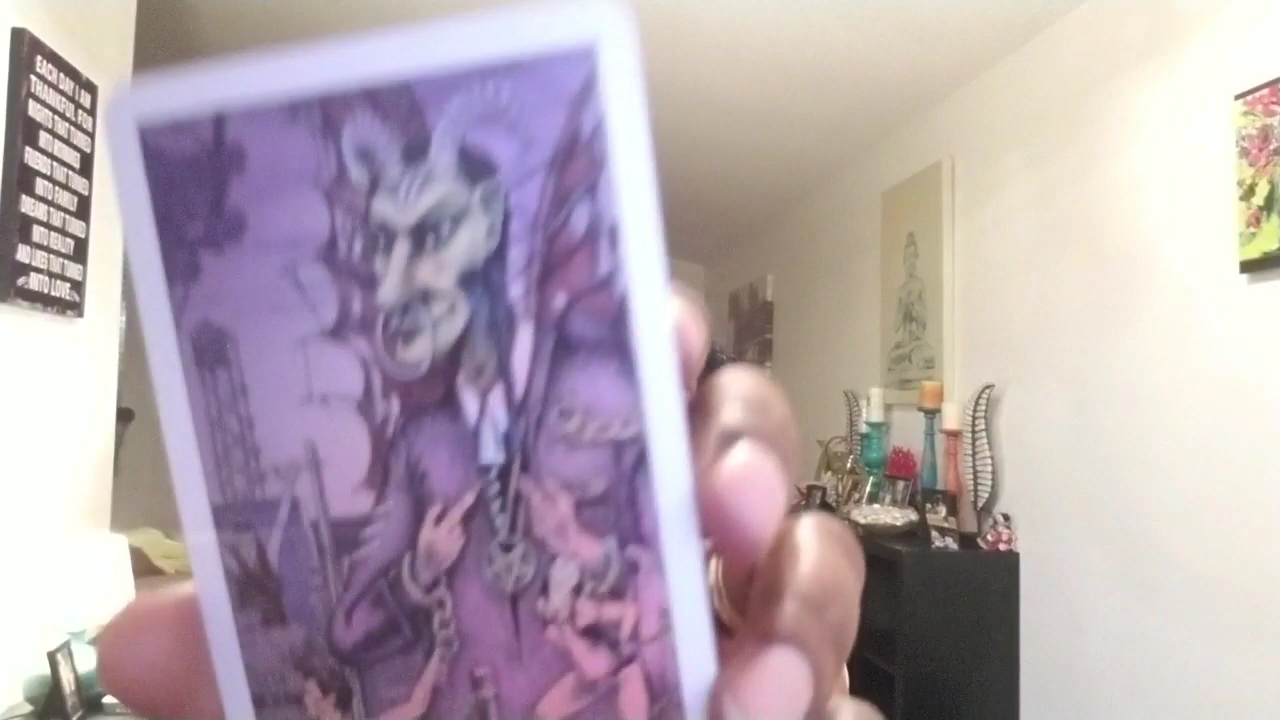 EACH DAY I AM
THANKFUL FOR
NIGHTS THAT TURNED
INTO MORNINGS
FRIENDS THAT TURNED
INTO FAMILY
DREAMS THAT TURNED
INTO REALITY
AND LIKES THAT TURNED
INTO LOVE.